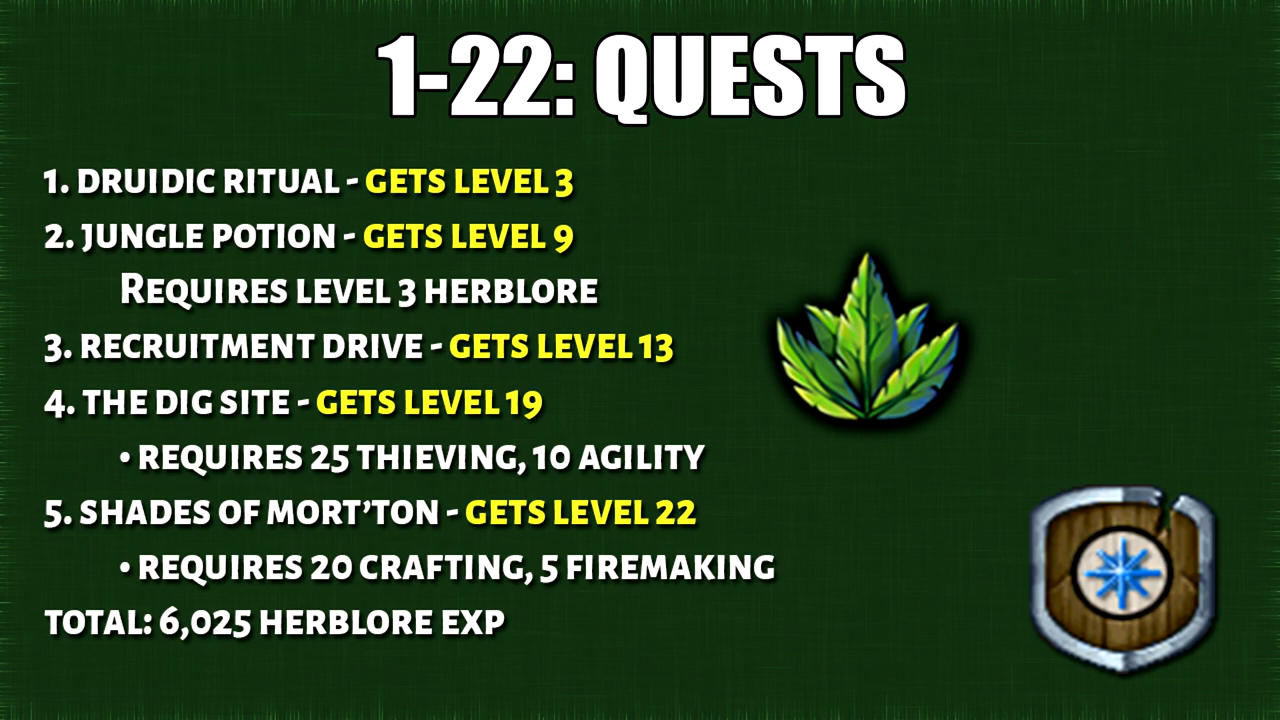 1-22: QUESTS
1. DRUIDIC RITUAL - GETS LEVEL 3
2. JUNGLE POTION - GETS LEVEL 9
REQUIRES LEVEL 3 HERBLORE
3. RECRUITMENT DRIVE - GETS LEVEL 13
4. THE DIG SITE - GETS LEVEL 19
• REQUIRES 25 THIEVING, 10 AGILITY
5. SHADES OF MORT’TON - GETS LEVEL 22
• REQUIRES 20 CRAFTING, 5 FIREMAKING
TOTAL: 6,025 HERBLORE EXP